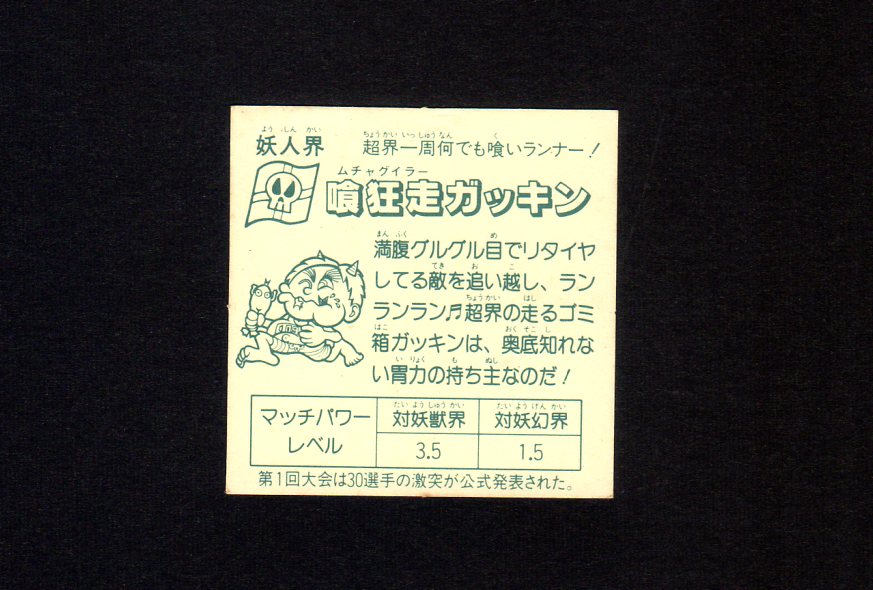 妖人界 超界一周何でも喰いランナー！
喰狂走ガッキン
ムチャグイラー
満腹グルグル目でリタイヤ
してる敵を追い越し、ラン
ランラン♬超界の走るゴミ
箱ガッキンは、奥底知れな
い胃力の持ち主なのだ！
マッチパワーレベル 対妖獣界 対妖幻界
3.5 1.5
第1回大会は30選手の激突が公式発表された。